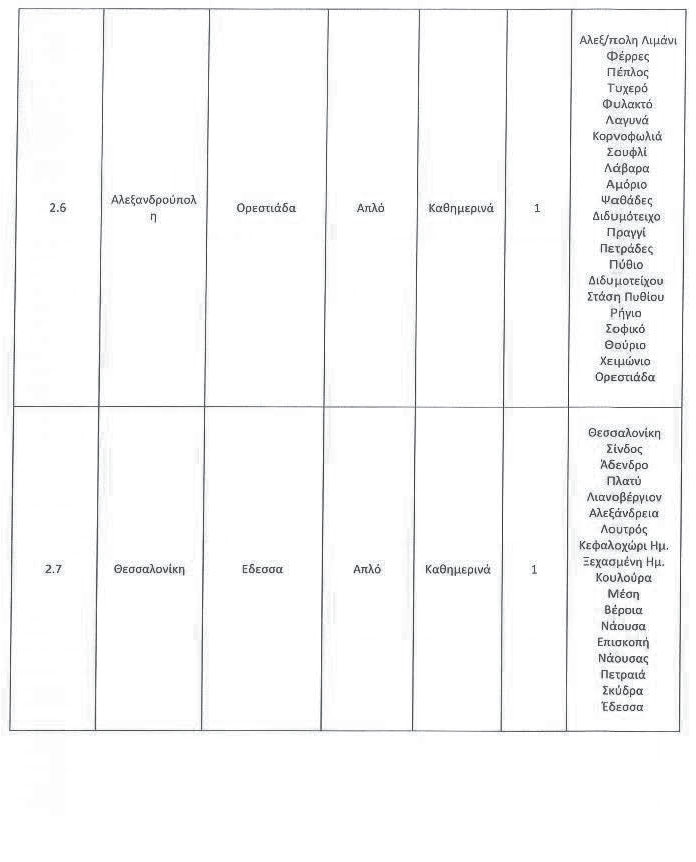 2.6
Αλεξανδρούπολ
η
Ορεστιάδα
Απλό
Καθημερινά
1
Αλεξ/πολη Λιμάνι
Φέρρες
Πέπλος
Τυχερό
Φυλακτό
Λαγυνά
Κορνοφωλιά
Σουφλί
Λάβαρα
Αμόριο
Ψαθάδες
Διδυμότειχο
Πραγγί
Πετράδες
Πύθιο
Διδυμοτείχου
Στάση Πυθίου
Ρήγιο
Σοφικό
Θούριο
Χειμώνιο
Ορεστιάδα
2.7
Θεσσαλονίκη
Εδεσσα
Απλό
Καθημερινά
1
Θεσσαλονίκη
Σίνδος
Άδενδρο
Πλατύ
Λιανοβέργιον
Αλεξάνδρεια
Λουτρός
Κεφαλοχώρι Ημ.
Ξεχασμένη Ημ.
Κουλούρα
Μέση
Βέροια
Νάουσα
Επισκοπή
Νάουσας
Πετραιά
Σκύδρα
Έδεσσα